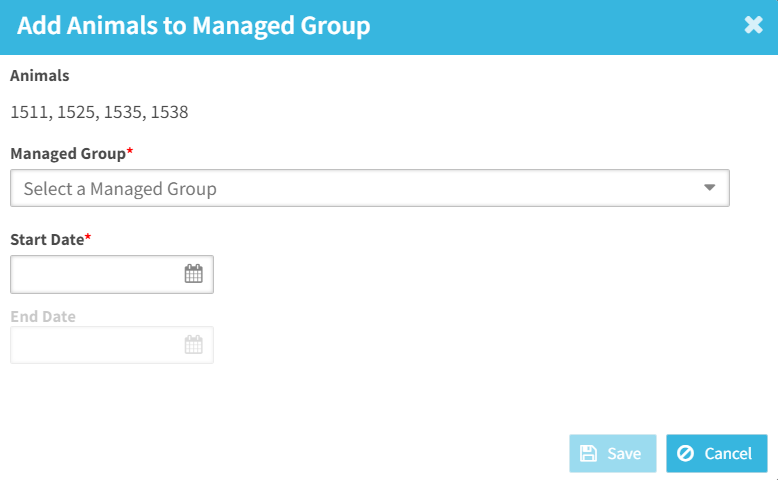 Add Animals to Managed Group
Animals
1511, 1525, 1535, 1538
Managed Group*
Select a Managed Group
Start Date*
End Date
Save Cancel